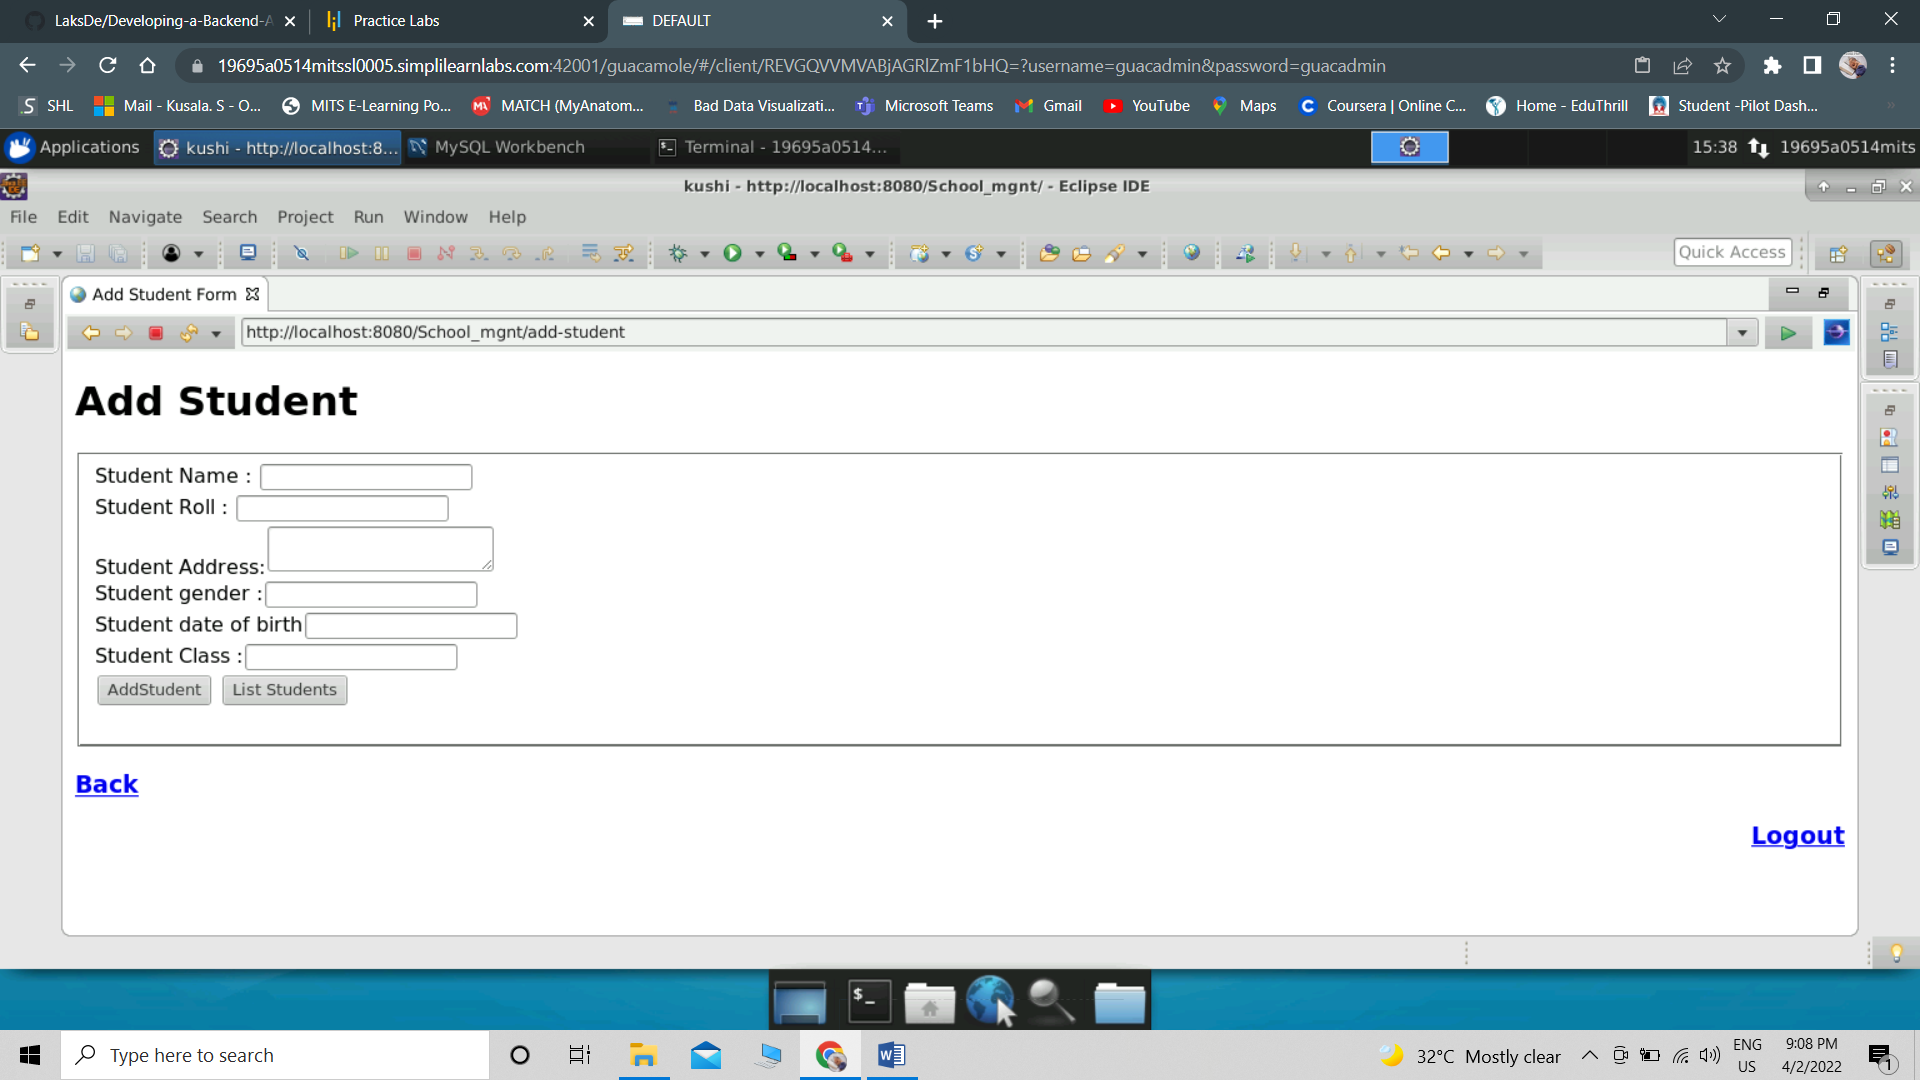 LaksDe/Developing-a-Backend-A
Practice Labs
DEFAULT
19695a0514mitssl0005.simplilearnlabs.com:42001/guacamole/#/client/REVGQVVMVABjAGRlZmF1bHQ=?username=guacadmin&password=guacadmin
SHL
Mail - Kusala. S - O...
MITS E-Learning Po...
MATCH (MyAnatom...
Bad Data Visualizati...
Microsoft Teams
Gmail
YouTube
Maps
Coursera | Online C...
Home - EduThrill
Student -Pilot Dash...
Applications
kushi - http://localhost:8...
MySQL Workbench
Terminal - 19695a0514...
15:38
19695a0514mits
kushi - http://localhost:8080/School_mgnt/ - Eclipse IDE
File Edit Navigate Search Project Run Window Help
Quick Access
Add Student Form
http://localhost:8080/School_mgnt/add-student
Add Student
Student Name :
Student Roll :
Student Address:
Student gender :
Student date of birth
Student Class :
AddStudent List Students
Back
Logout
Type here to search
32°C Mostly clear
ENG
US
9:08 PM
4/2/2022
1